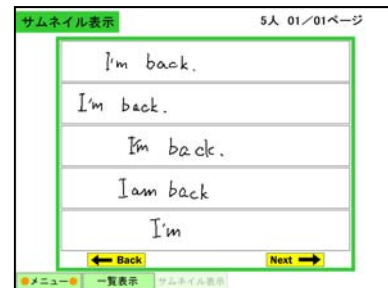 サムネイル表示 5人 01/01ページ
I'm back.
I'm back.
I'm back.
I am back
I'm
← Back Next →
●メニュー● 一覧表示 サムネイル表示